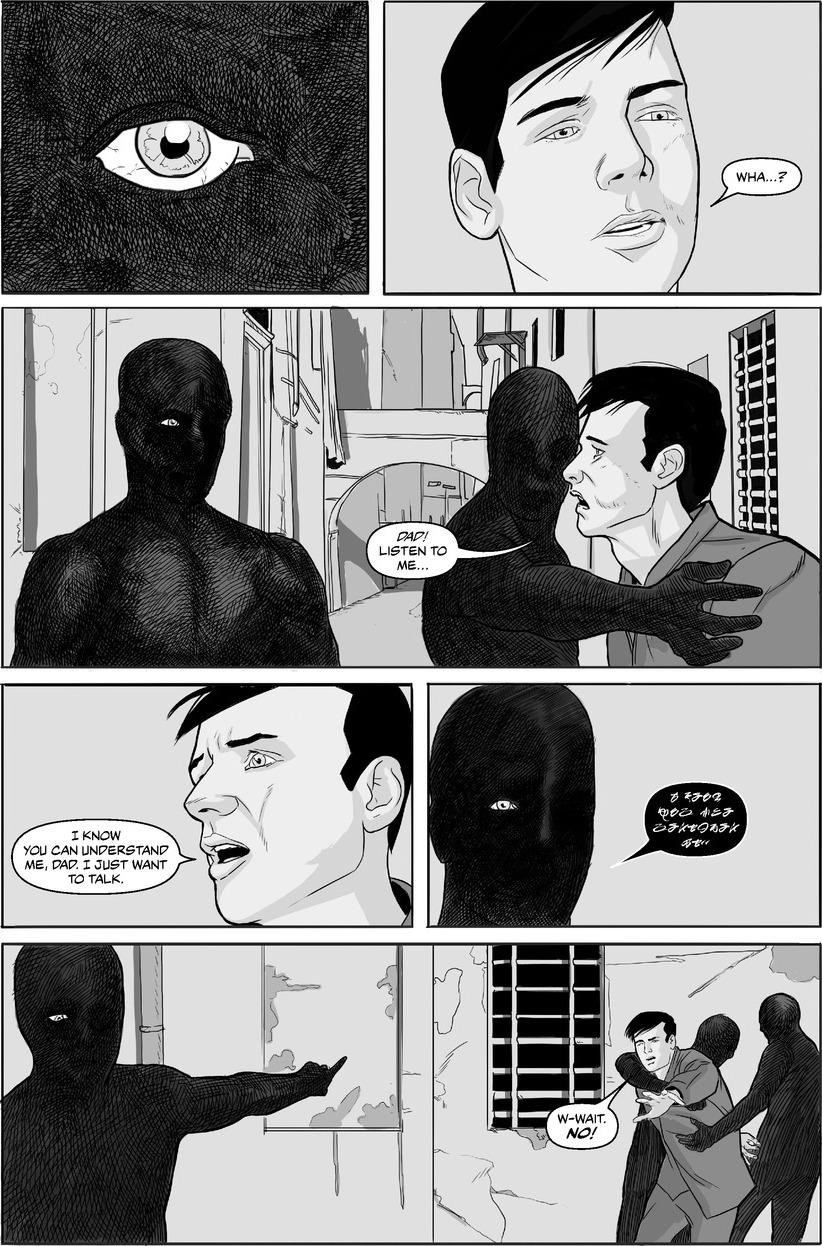 WHA...?
DAD!
LISTEN TO
ME...
I KNOW
YOU CAN UNDERSTAND
ME, DAD. I JUST WANT
TO TALK.
W-WAIT.
NO!